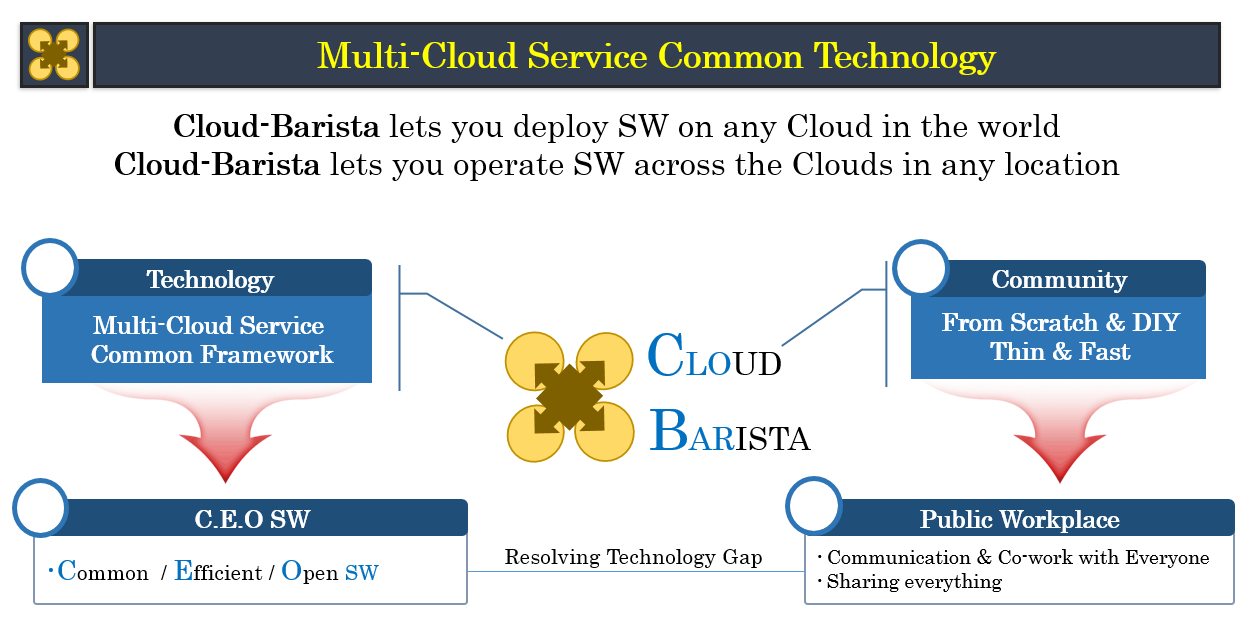 Multi-Cloud Service Common Technology
Cloud-Barista lets you deploy SW on any Cloud in the world
Cloud-Barista lets you operate SW across the Clouds in any location
Technology
Multi-Cloud Service
Common Framework
Cloud
Barista
Community
From Scratch & DIY
Thin & Fast
C.E.O SW
·Common / Efficient / Open SW
Resolving Technology Gap
Public Workplace
·Communication & Co-work with Everyone
·Sharing everything